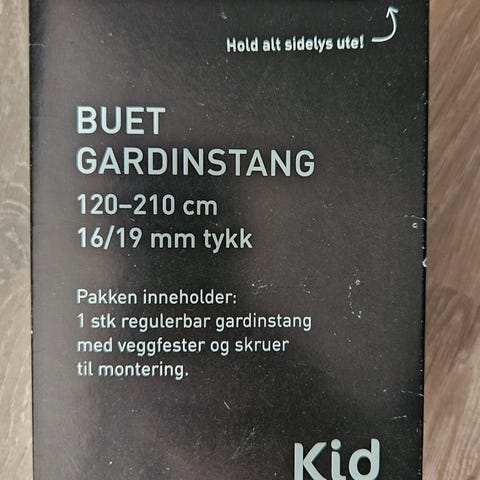 Hold alt sidelys ute!
BUET
GARDINSTANG
120–210 cm
16/19 mm tykk
Pakken inneholder:
1 stk regulerbar gardinstang
med veggfester og skruer
til montering.
Kid